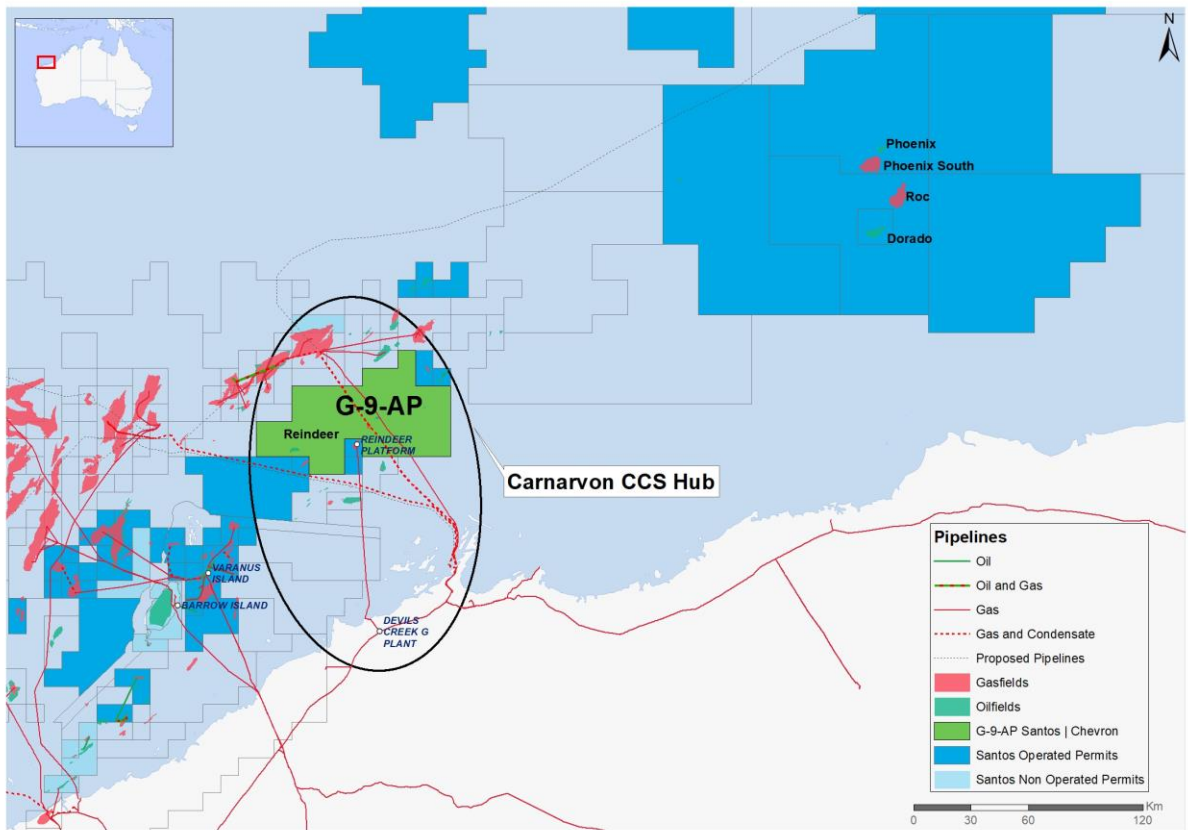 N
Phoenix
Phoenix South
Roc
Dorado
G-9-AP
Reindeer
REINDEER
PLATFORM
Carnarvon CCS Hub
VARANUS
ISLAND
BARROW ISLAND
DEVILS
CREEK G
PLANT
Pipelines
Oil
Oil and Gas
Gas
Gas and Condensate
Proposed Pipelines
Gasfields
Oilfields
G-9-AP Santos | Chevron
Santos Operated Permits
Santos Non Operated Permits
Km
0 30 60 120